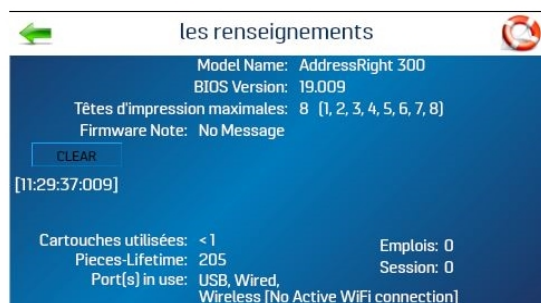 les renseignements
Model Name: AddressRight 300
BIOS Version: 19.009
Têtes d'impression maximales: 8 (1, 2, 3, 4, 5, 6, 7, 8)
Firmware Note: No Message
CLEAR
[11:29:37:009]
Cartouches utilisées: <1
Emplois: 0
Pieces-Lifetime: 205
Session: 0
Port(s) in use: USB, Wired,
Wireless [No Active WiFi connection]